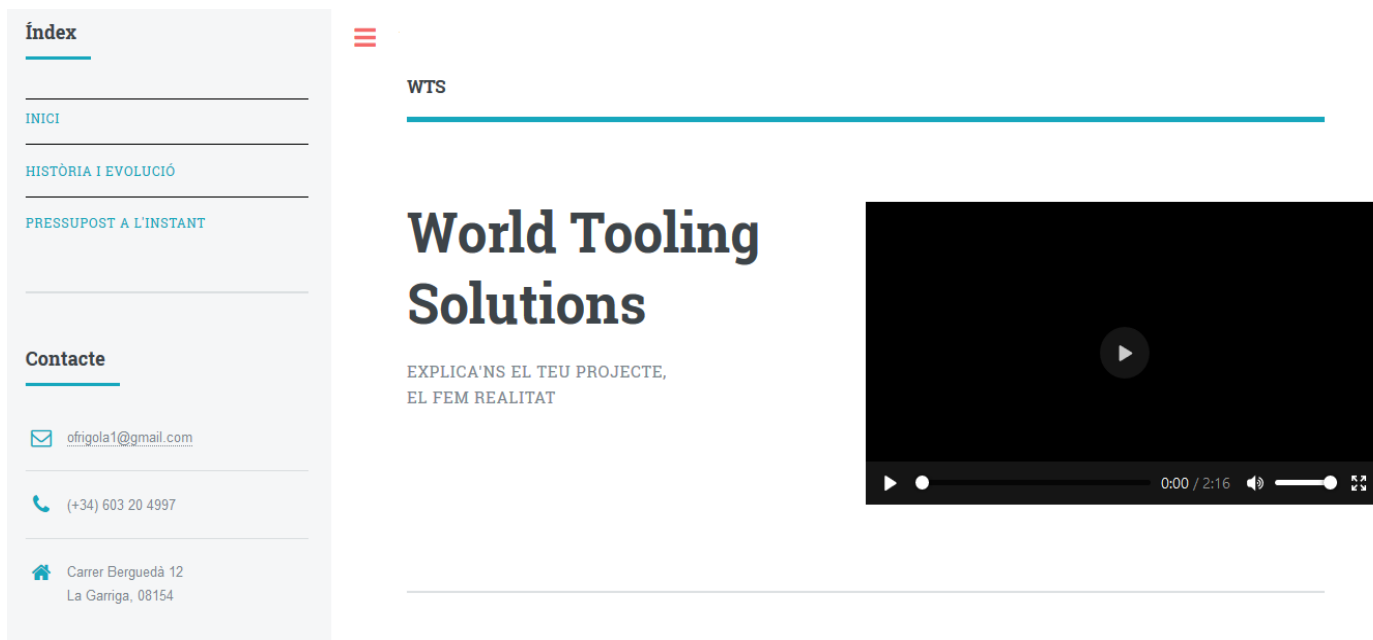 Índex
INICI
HISTÒRIA I EVOLUCIÓ
PRESSUPOST A L'INSTANT
Contacte
ofrigola1@gmail.com
(+34) 603 20 4997
Carrer Berguedà 12
La Garriga, 08154
WTS
World Tooling
Solutions
EXPLICA'NS EL TEU PROJECTE,
EL FEM REALITAT
0:00 / 2:16